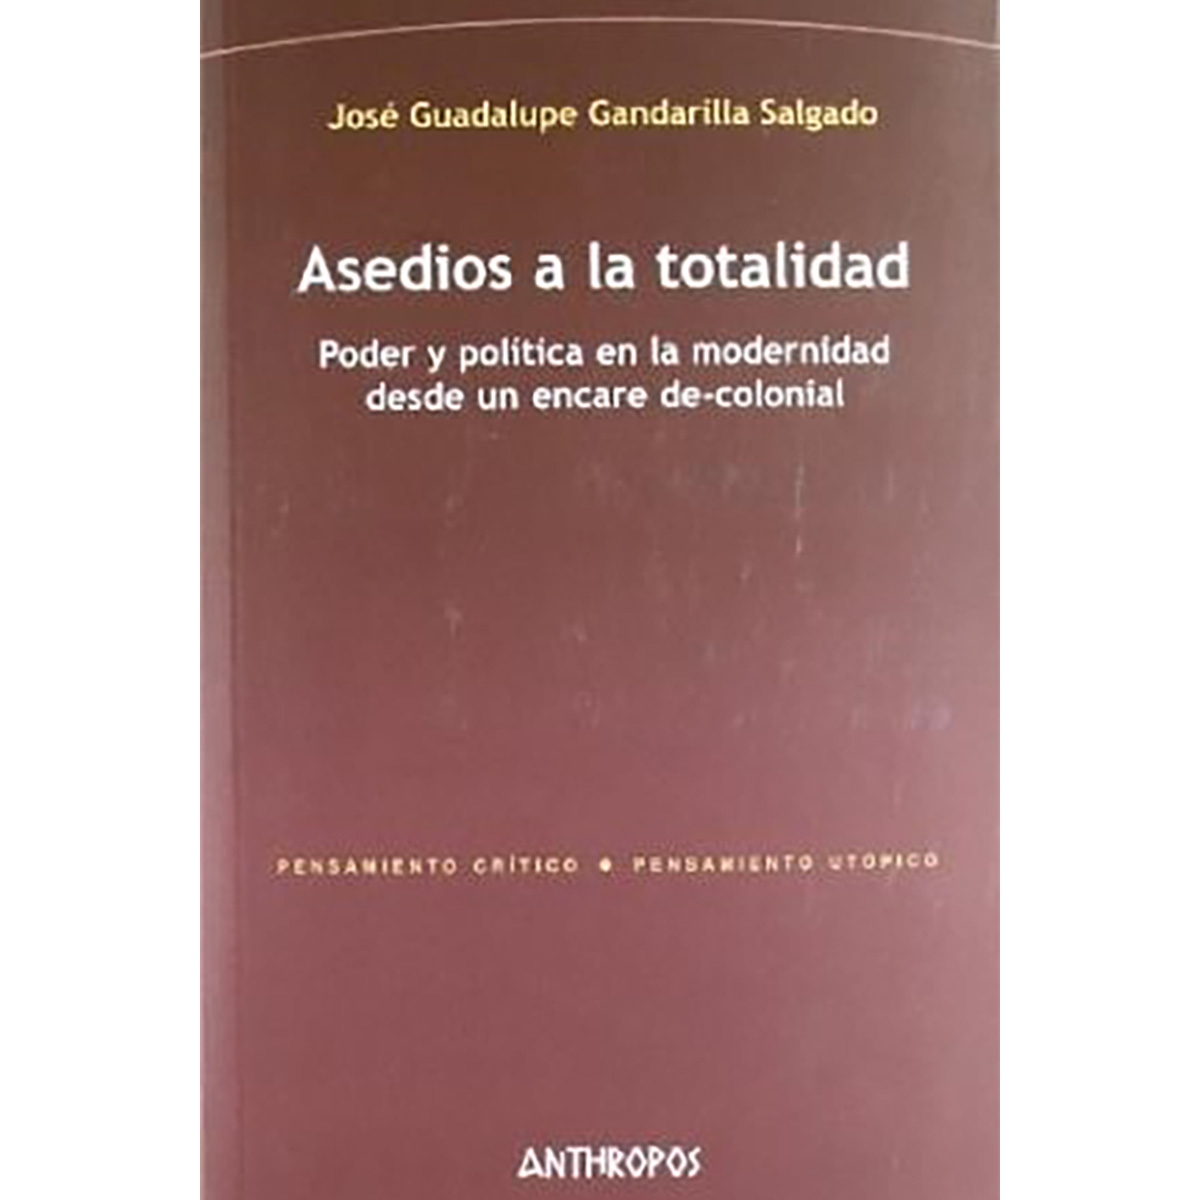 José Guadalupe Gandarilla Salgado
Asedios a la totalidad
Poder y política en la modernidad
desde un encare de-colonial
PENSAMIENTO CRÍTICO ● PENSAMIENTO UTÓPICO
ANTHROPOS